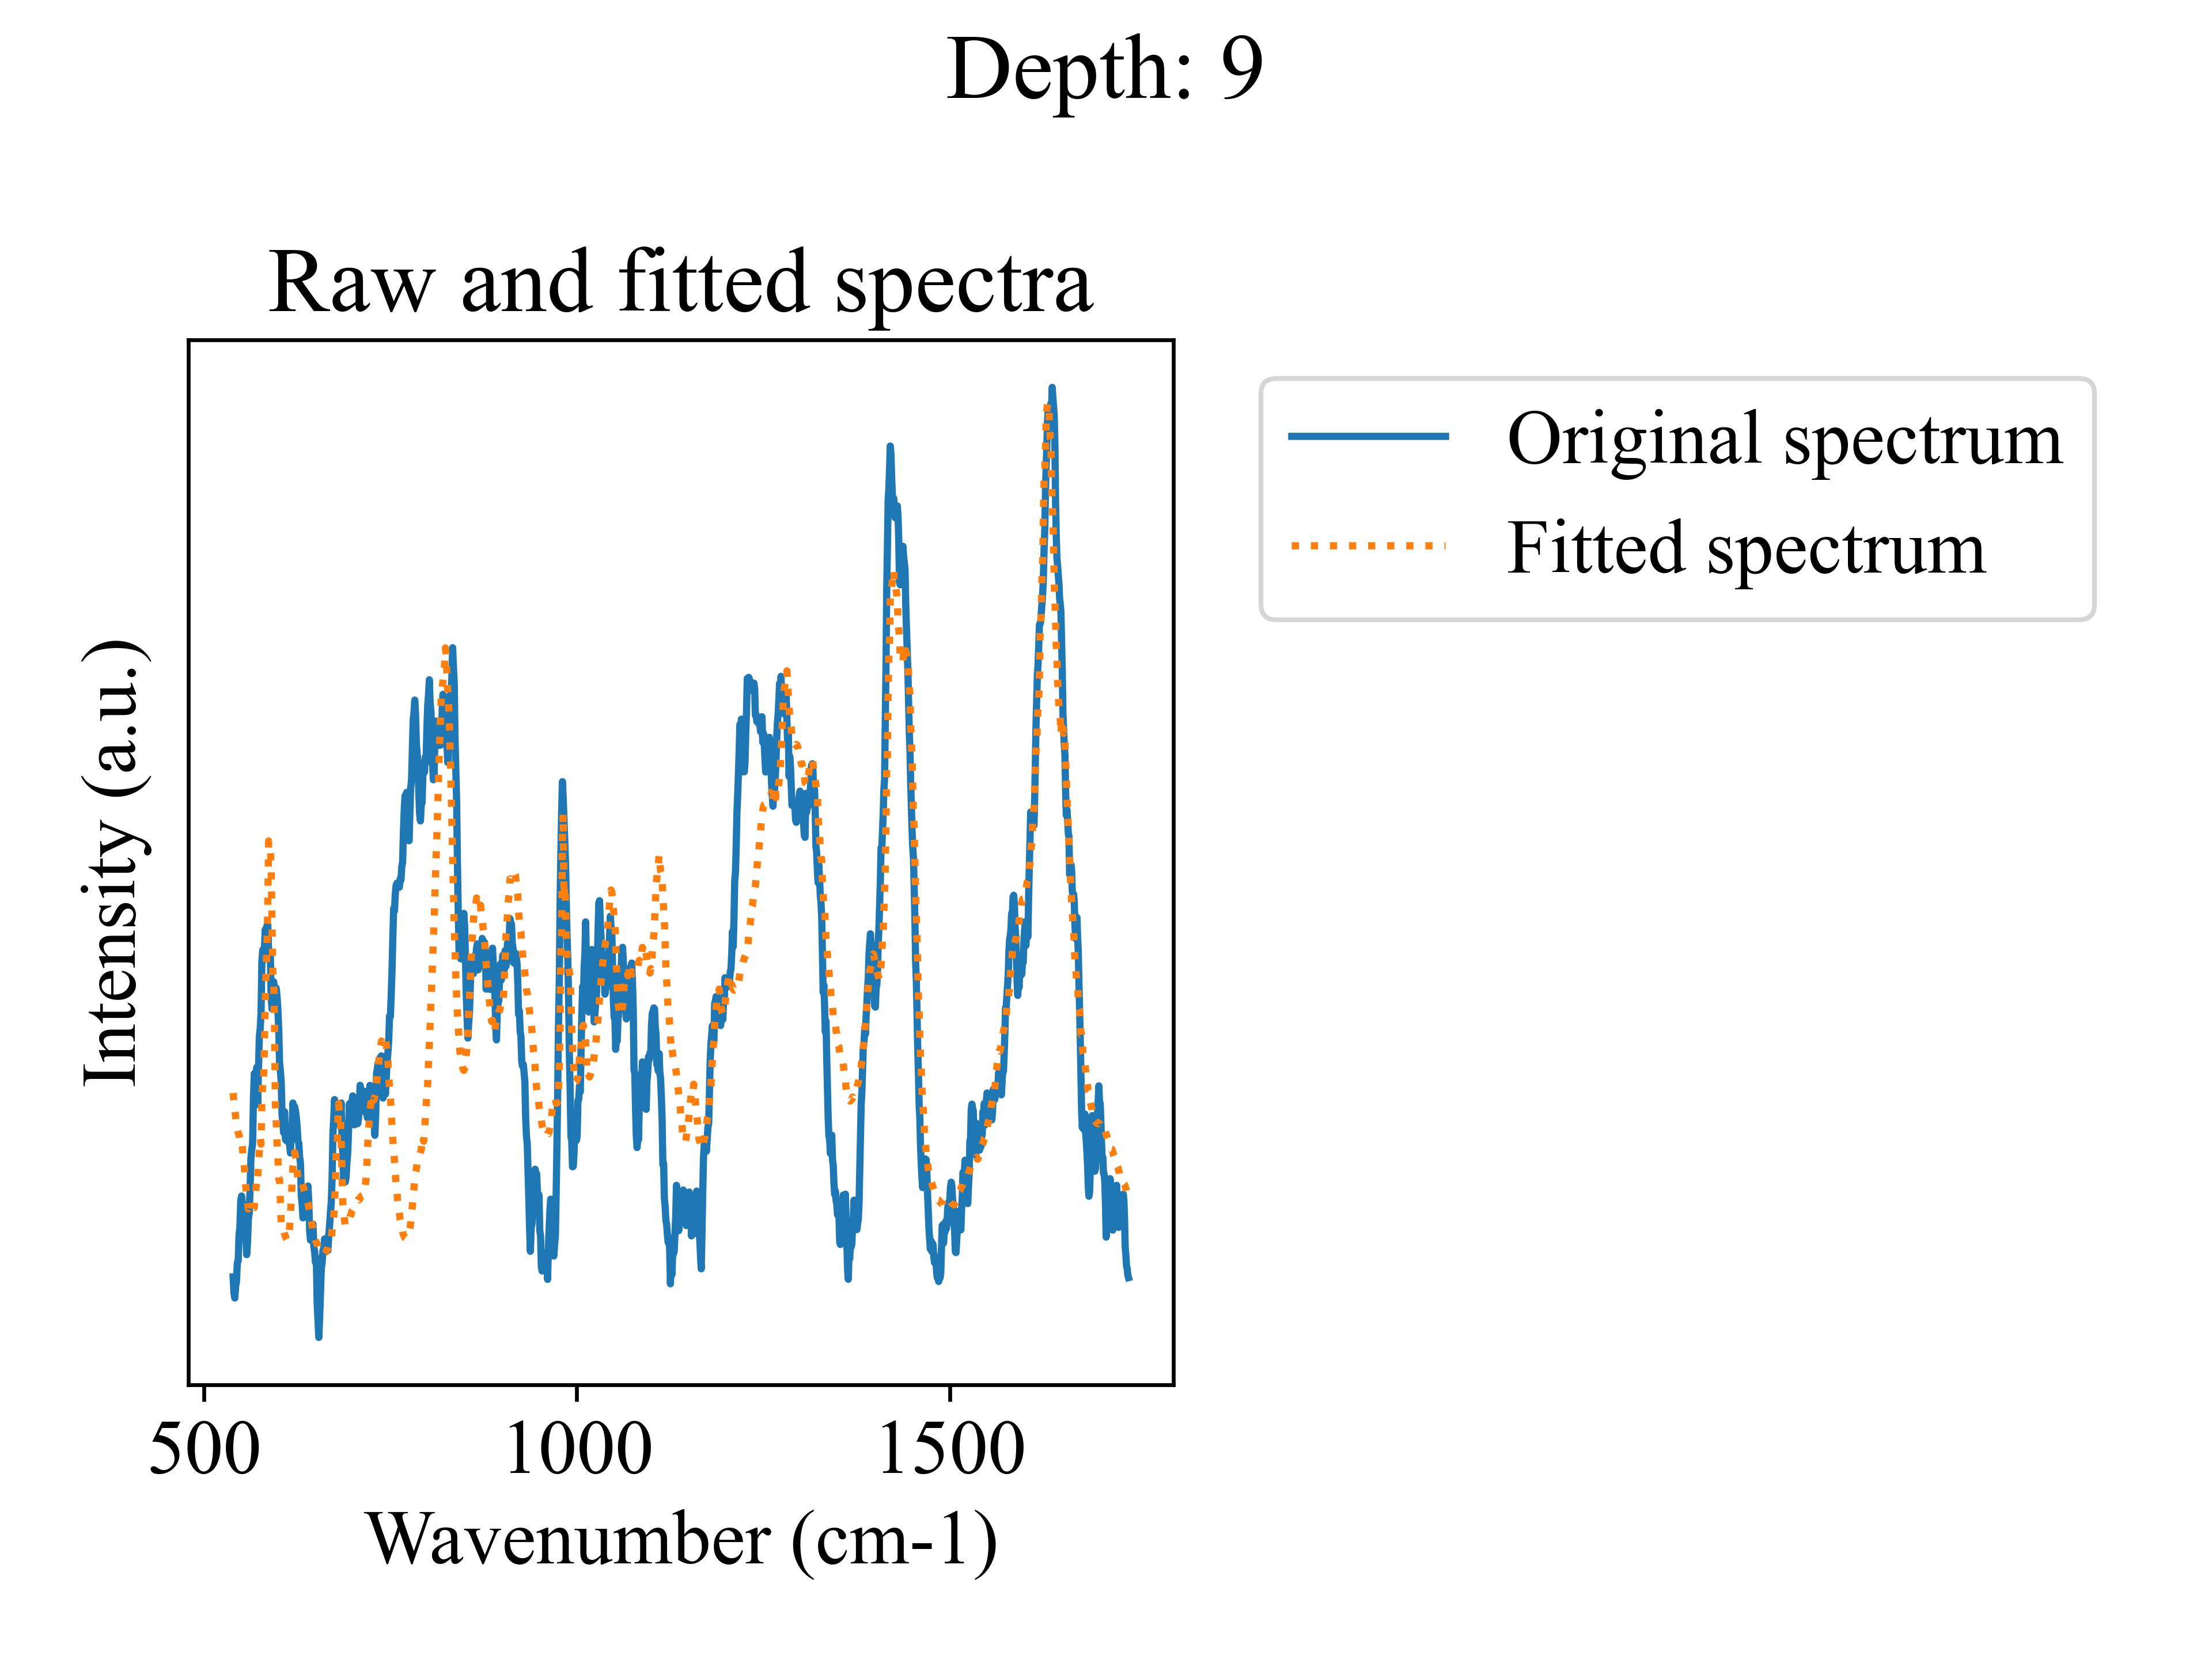 Depth: 9
Raw and fitted spectra
Original spectrum
Fitted spectrum
Intensity (a.u.)
500 1000 1500
Wavenumber (cm-1)